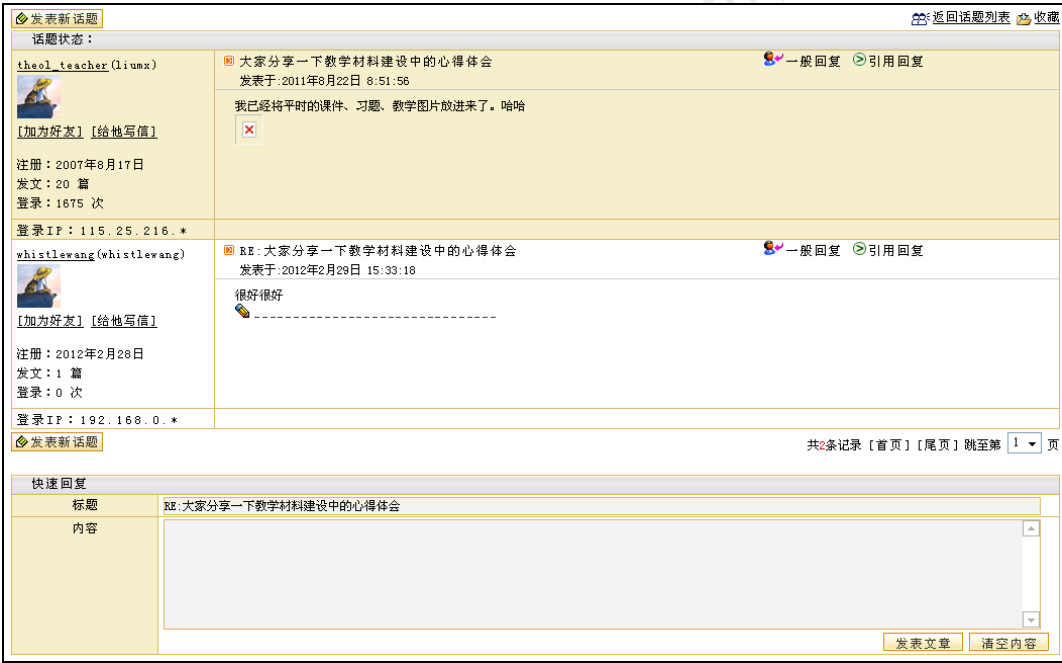 发表新话题 返回话题列表 收藏
话题状态：
theol_teacher(liumx)
[加为好友] [给他写信]
注册：2007年8月17日
发文：20 篇
登录：1675 次
登录IP：115.25.216.*
大家分享一下教学材料建设中的心得体会 一般回复 引用回复
发表于:2011年8月22日 8:51:56
我已经将平时的课件、习题、教学图片放进来了。哈哈
whistlewang(whistlewang)
[加为好友] [给他写信]
注册：2012年2月28日
发文：1 篇
登录：0 次
登录IP：192.168.0.*
RE:大家分享一下教学材料建设中的心得体会 一般回复 引用回复
发表于:2012年2月29日 15:33:18
很好很好
-------------------------------
发表新话题 共2条记录 [首页] [尾页] 跳至第 1 页
快速回复
标题 RE:大家分享一下教学材料建设中的心得体会
内容
发表文章 清空内容